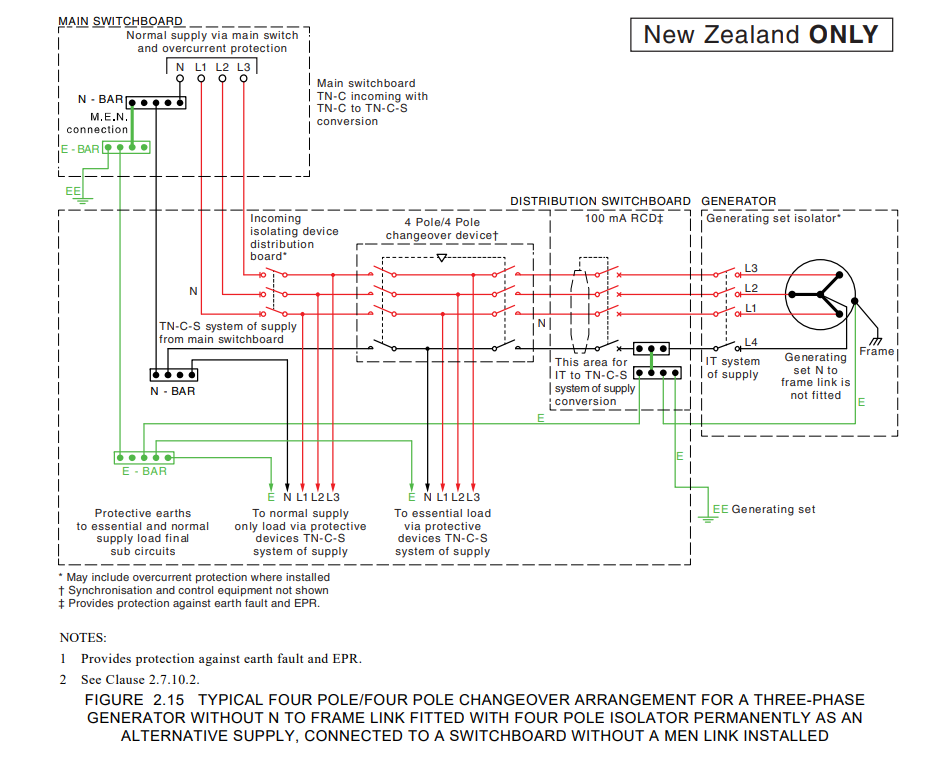 MAIN SWITCHBOARD
Normal supply via main switch
and overcurrent protection
N L1 L2 L3
New Zealand ONLY
N - BAR
M.E.N.
connection
E - BAR
EE
Main switchboard
TN-C incoming with
TN-C to TN-C-S
conversion
DISTRIBUTION SWITCHBOARD
GENERATOR
Incoming
isolating device
distribution
board*
4 Pole/4 Pole
changeover device†
100 mA RCD‡
Generating set isolator*
L3
L2
L1
L4
N
N
TN-C-S system of supply
from main switchboard
N - BAR
This area for
IT to TN-C-S
system of supply
conversion
IT system
of supply
Generating
set N to
frame link is
not fitted
Frame
E
E
E
E - BAR
E N L1 L2 L3
E N L1 L2 L3
EE Generating set
Protective earths
to essential and normal
supply load final
sub circuits
To normal supply
only load via protective
devices TN-C-S
system of supply
To essential load
via protective
devices TN-C-S
system of supply
* May include overcurrent protection where installed
† Synchronisation and control equipment not shown
‡ Provides protection against earth fault and EPR.
NOTES:
1 Provides protection against earth fault and EPR.
2 See Clause 2.7.10.2.
FIGURE 2.15 TYPICAL FOUR POLE/FOUR POLE CHANGEOVER ARRANGEMENT FOR A THREE-PHASE
GENERATOR WITHOUT N TO FRAME LINK FITTED WITH FOUR POLE ISOLATOR PERMANENTLY AS AN
ALTERNATIVE SUPPLY, CONNECTED TO A SWITCHBOARD WITHOUT A MEN LINK INSTALLED